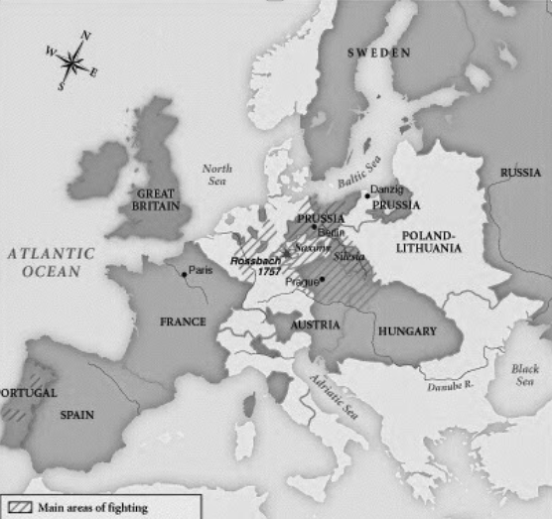 N
W
E
S
SWEDEN
North
Sea
Baltic Sea
RUSSIA
GREAT
BRITAIN
Danzig
PRUSSIA
PRUSSIA
Berlin
POLAND-
LITHUANIA
ATLANTIC
OCEAN
Rossbach
1757
Saxony
Silesia
Paris
Prague
FRANCE
AUSTRIA
HUNGARY
Black
Sea
Danube R.
Adriatic Sea
ORTUGAL
SPAIN
Main areas of fighting